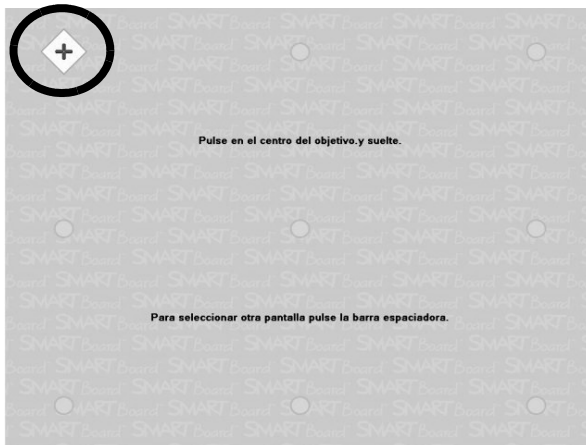 Pulse en el centro del objetivo.y suelte.
Para seleccionar otra pantalla pulse la barra espaciadora.